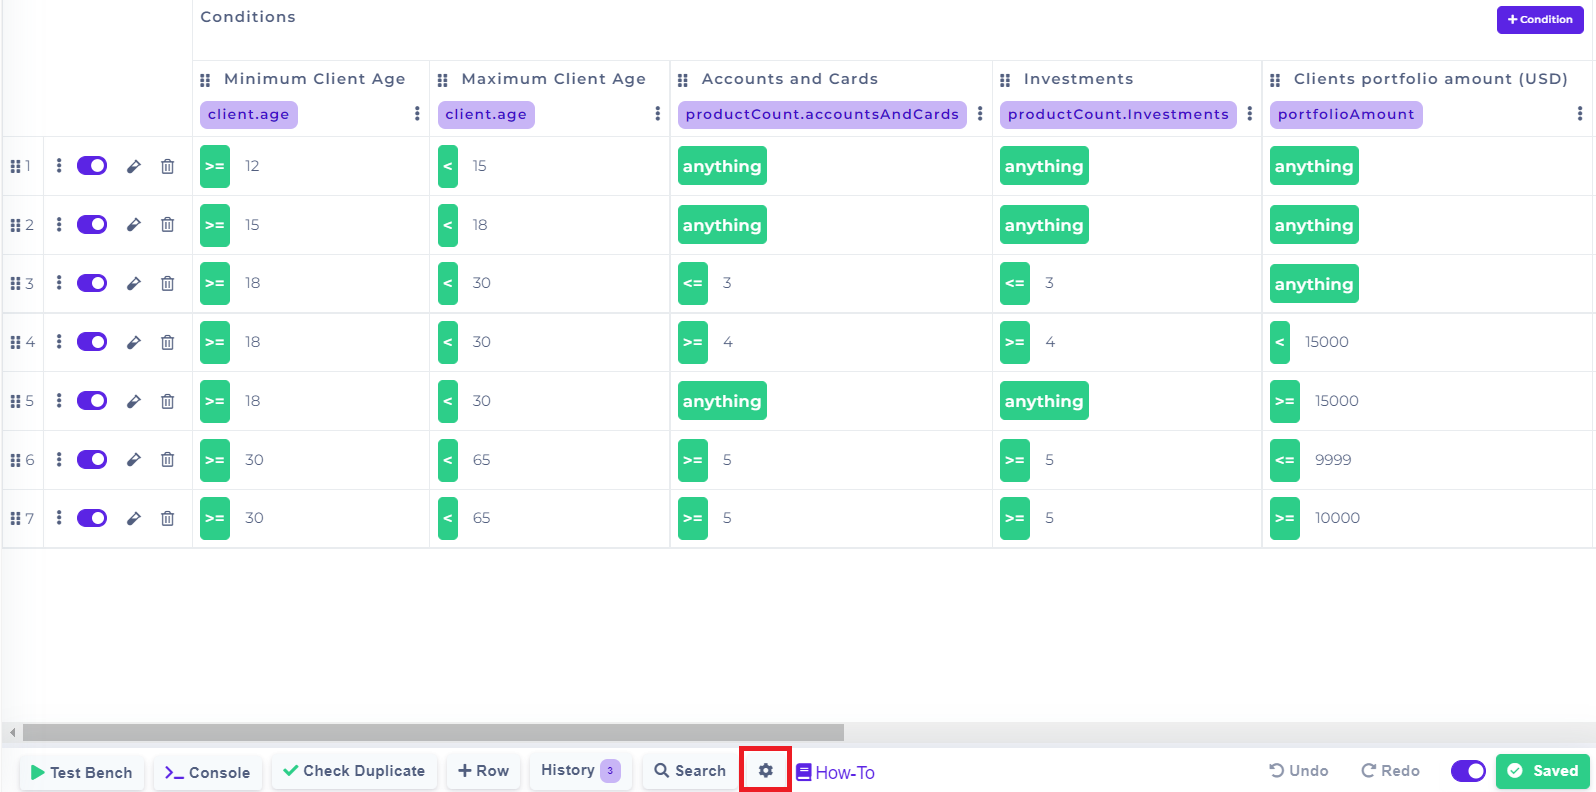 Conditions
+ Condition
Minimum Client Age Maximum Client Age Accounts and Cards Investments Clients portfolio amount (USD)
client.age client.age productCount.accountsAndCards productCount.Investments portfolioAmount
1 >= 12 < 15 anything anything anything
2 >= 15 < 18 anything anything anything
3 >= 18 < 30 <= 3 <= 3 anything
4 >= 18 < 30 >= 4 >= 4 < 15000
5 >= 18 < 30 anything anything >= 15000
6 >= 30 < 65 >= 5 >= 5 <= 9999
7 >= 30 < 65 >= 5 >= 5 >= 10000
Test Bench Console Check Duplicate + Row History 3 Search How-To Undo Redo Saved